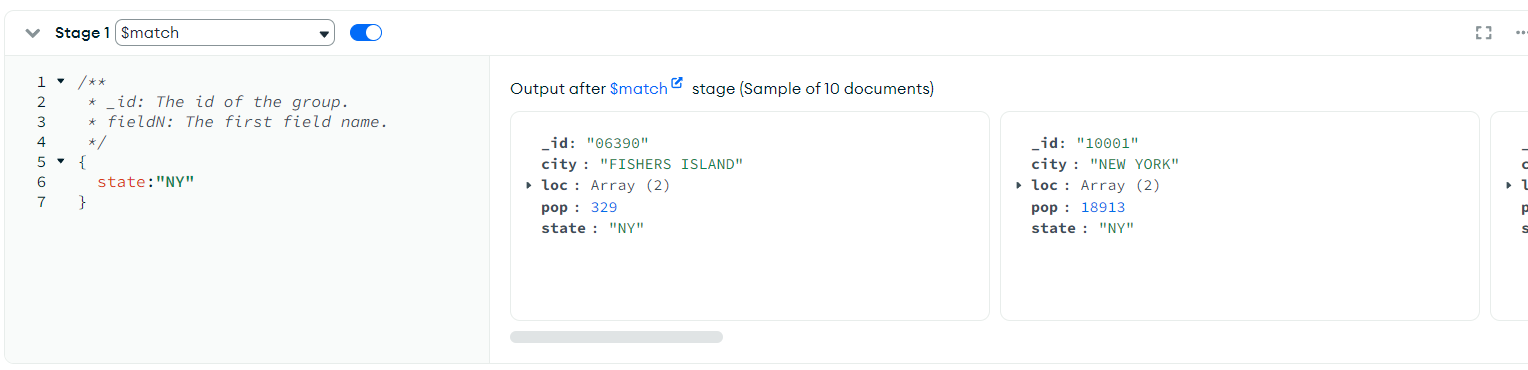 Stage 1 $match
1 /**
2 * _id: The id of the group.
3 * fieldN: The first field name.
4 */
5 {
6 state:"NY"
7 }
Output after $match stage (Sample of 10 documents)
_id: "06390"
city : "FISHERS ISLAND"
loc : Array (2)
pop : 329
state : "NY"
_id: "10001"
city : "NEW YORK"
loc : Array (2)
pop : 18913
state : "NY"